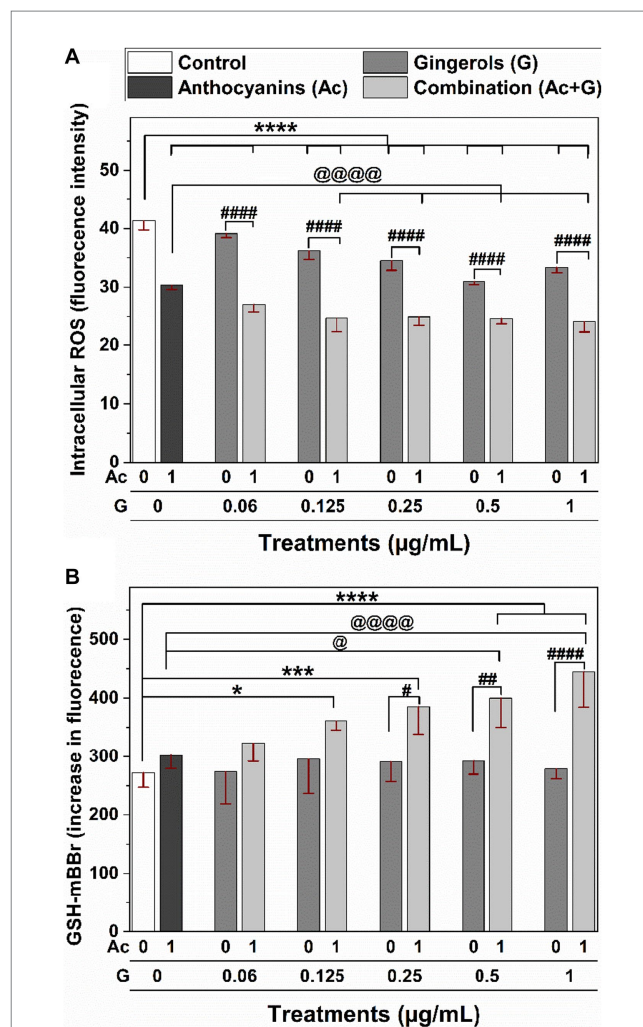 A
Control
Gingerols (G)
Anthocyanins (Ac)
Combination (Ac+G)
Intracellular ROS (fluorescence intensity)
50
40
30
20
10
0
****
@@@@
####
####
####
####
####
Ac 0 1 0 1 0 1 0 1 0 1 0 1
G 0 0.06 0.125 0.25 0.5 1
Treatments (µg/mL)
B
GSH-mBBr (increase in fluorecence)
500
400
300
200
100
0
****
@@@@
@
***
*
#
##
####
Ac 0 1 0 1 0 1 0 1 0 1 0 1
G 0 0.06 0.125 0.25 0.5 1
Treatments (µg/mL)